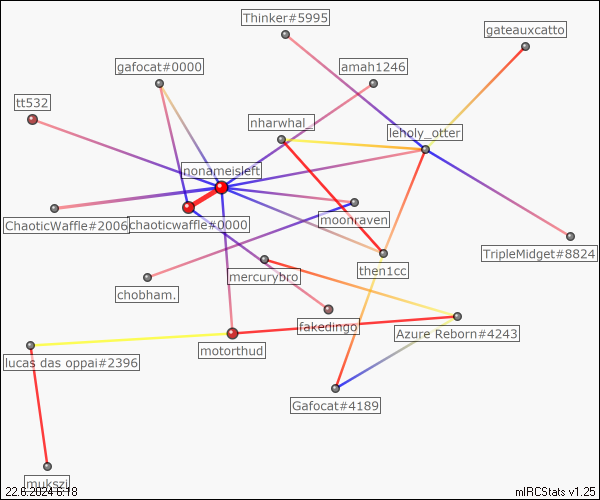 Thinker#5995
gateauxcatto
gafocat#0000
amah1246
tt532
nharwhal_
leholy_otter
nonameisleft
ChaoticWaffle#2006
chaoticwaffle#0000
moonraven
TripleMidget#8824
then1cc
mercurybro
chobham.
fakedingo
Azure Reborn#4243
motorthud
lucas das oppai#2396
Gafocat#4189
mukszi
22.6.2024 6:18
mIRCStats v1.25